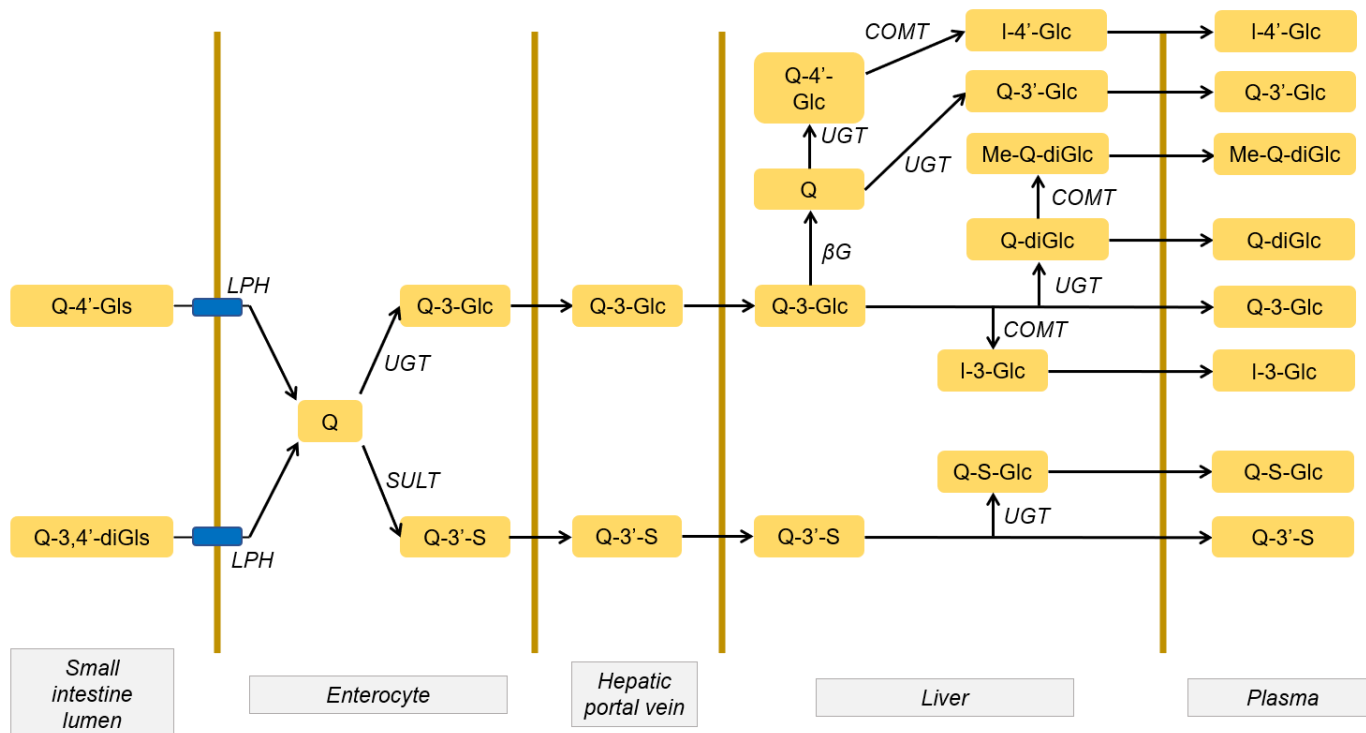 COMT
I-4'-Glc
I-4'-Glc
Q-4'-
Glc
Q-3'-Glc
Q-3'-Glc
UGT
UGT
Me-Q-diGlc
Me-Q-diGlc
Q
COMT
Q-diGlc
Q-diGlc
βG
LPH
UGT
Q-4'-Gls
Q-3-Glc
Q-3-Glc
Q-3-Glc
Q-3-Glc
COMT
UGT
I-3-Glc
I-3-Glc
Q
SULT
Q-S-Glc
Q-S-Glc
UGT
Q-3,4'-diGls
Q-3'-S
Q-3'-S
Q-3'-S
Q-3'-S
LPH
Small
intestine
lumen
Enterocyte
Hepatic
portal vein
Liver
Plasma